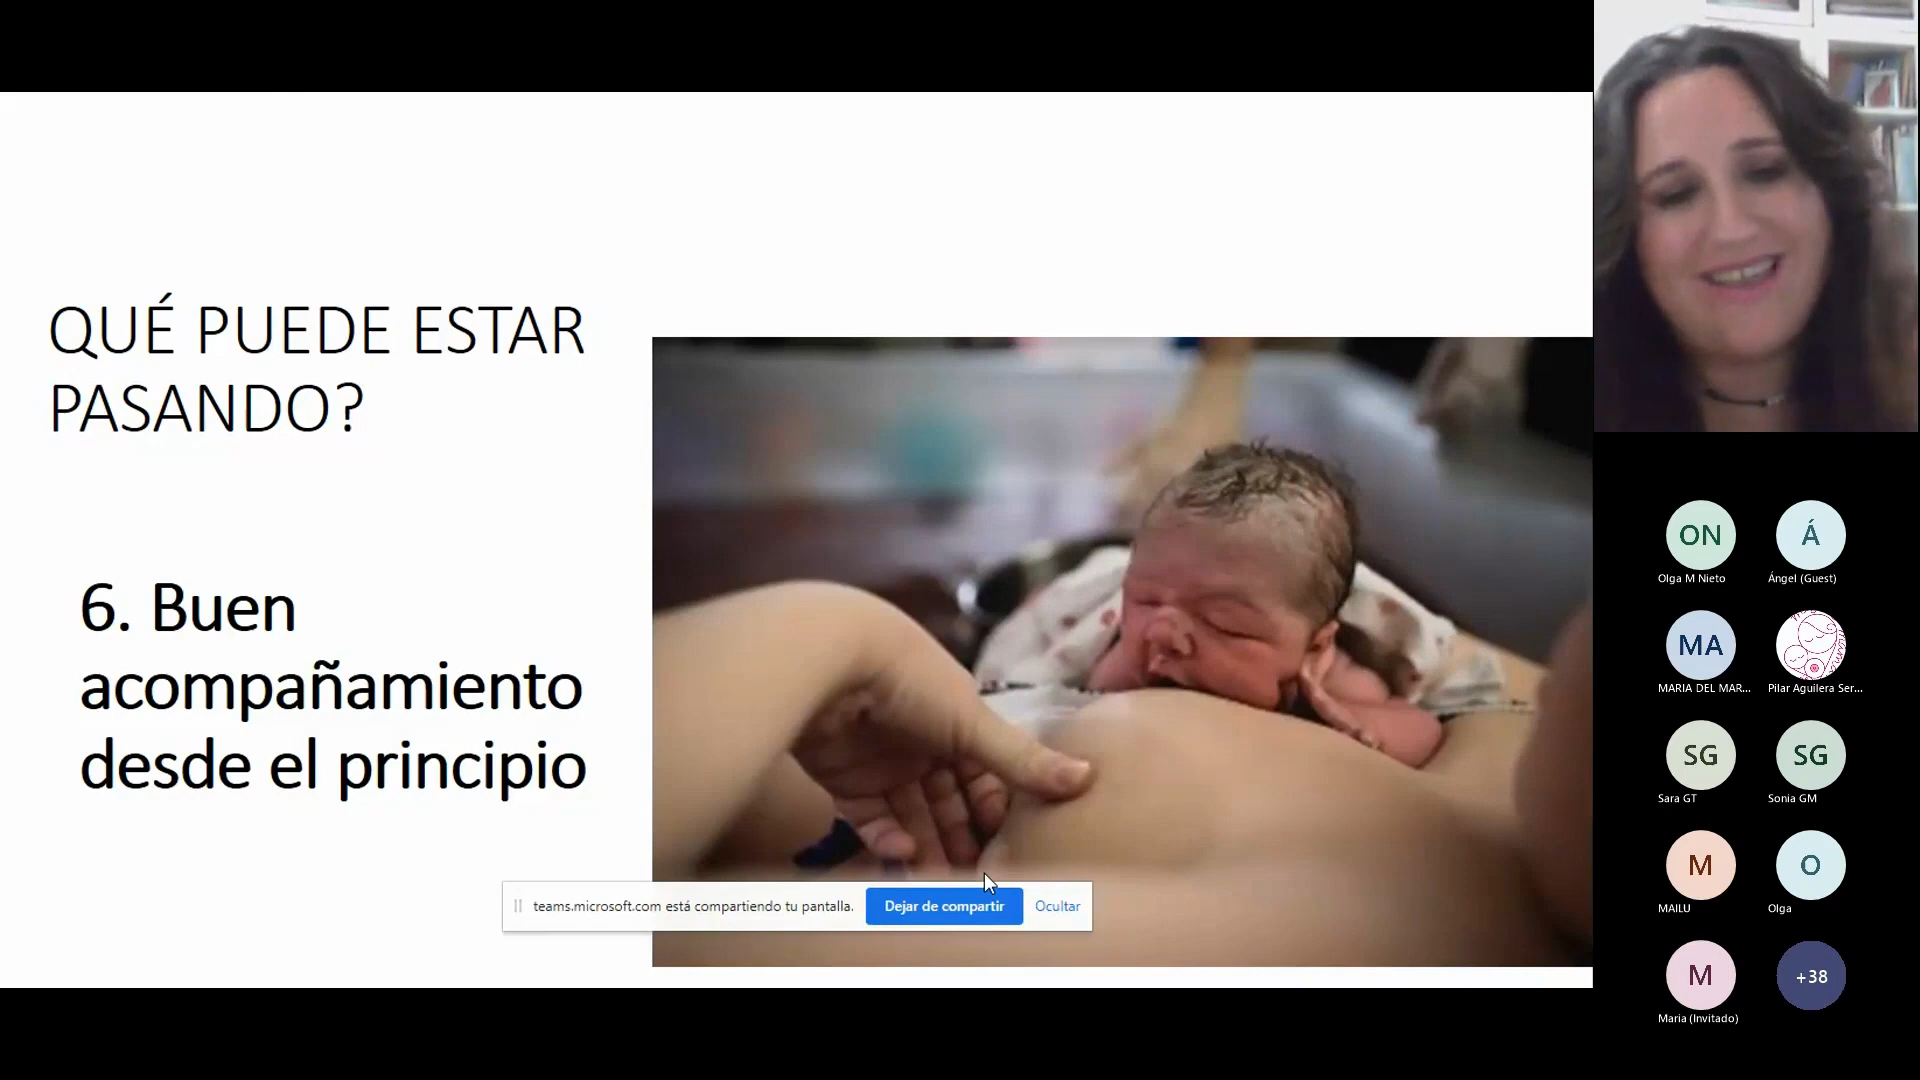 QUÉ PUEDE ESTAR
PASANDO?
6. Buen
acompañamiento
desde el principio
teams.microsoft.com está compartiendo tu pantalla.
Dejar de compartir
Ocultar
ON
Á
Olga M Nieto
Ángel (Guest)
MA
MARIA DEL MAR...
Pilar Aguilera Ser...
SG
SG
Sara GT
Sonia GM
M
O
MAILU
Olga
M
+38
Maria (Invitado)